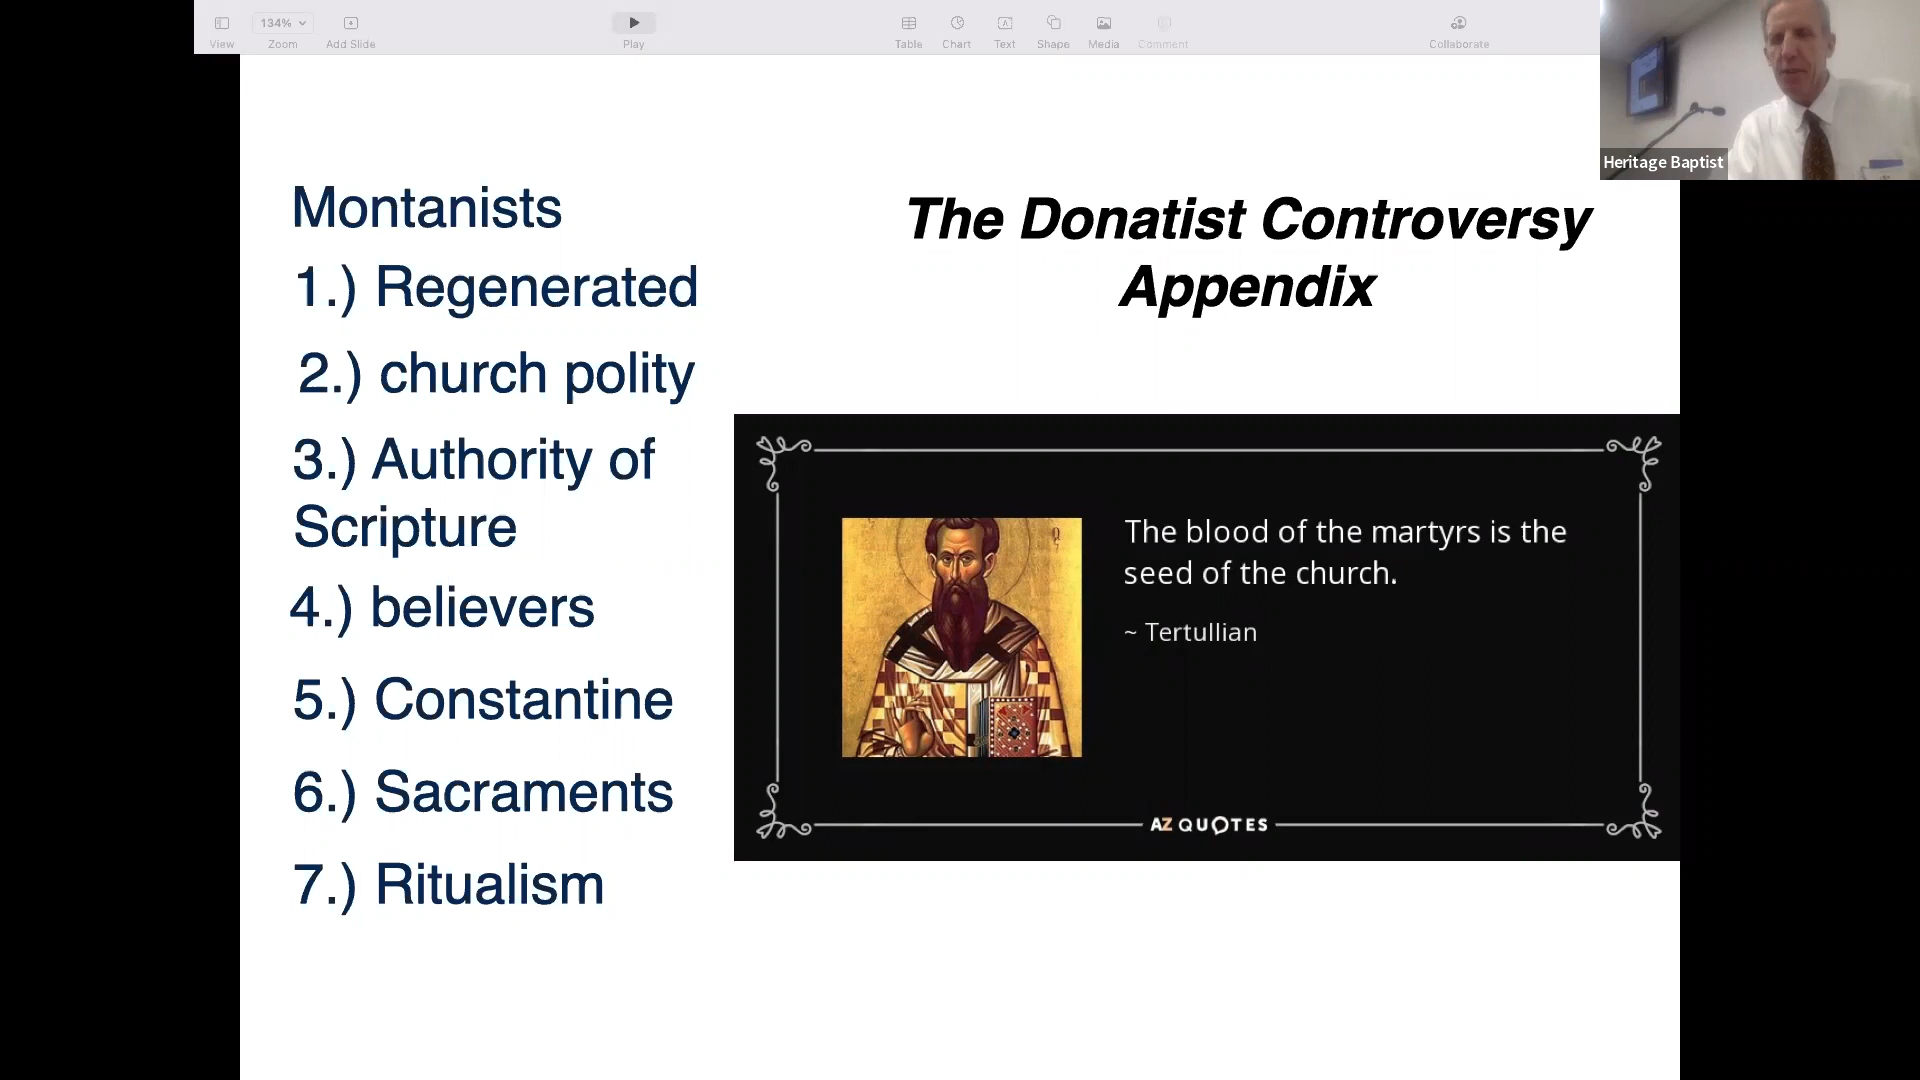 134%
View
Zoom
Add Slide
Play
Table
Chart
Text
Shape
Media
Comment
Collaborate
Heritage Baptist
Montanists
1.) Regenerated
2.) church polity
3.) Authority of
Scripture
4.) believers
5.) Constantine
6.) Sacraments
7.) Ritualism
The Donatist Controversy
Appendix
The blood of the martyrs is the
seed of the church.
~ Tertullian
AZ QUOTES